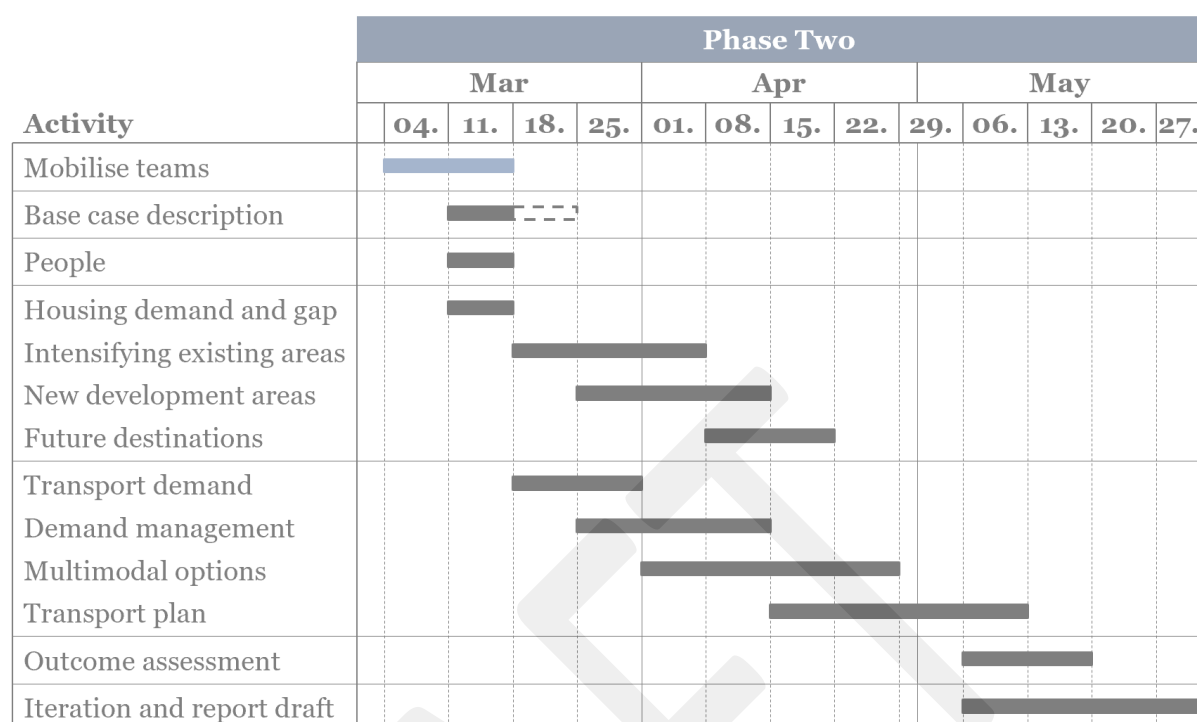 Phase Two
Mar Apr May
Activity 04. 11. 18. 25. 01. 08. 15. 22. 29. 06. 13. 20. 27.
Mobilise teams
Base case description
People
Housing demand and gap
Intensifying existing areas
New development areas
Future destinations
Transport demand
Demand management
Multimodal options
Transport plan
Outcome assessment
Iteration and report draft